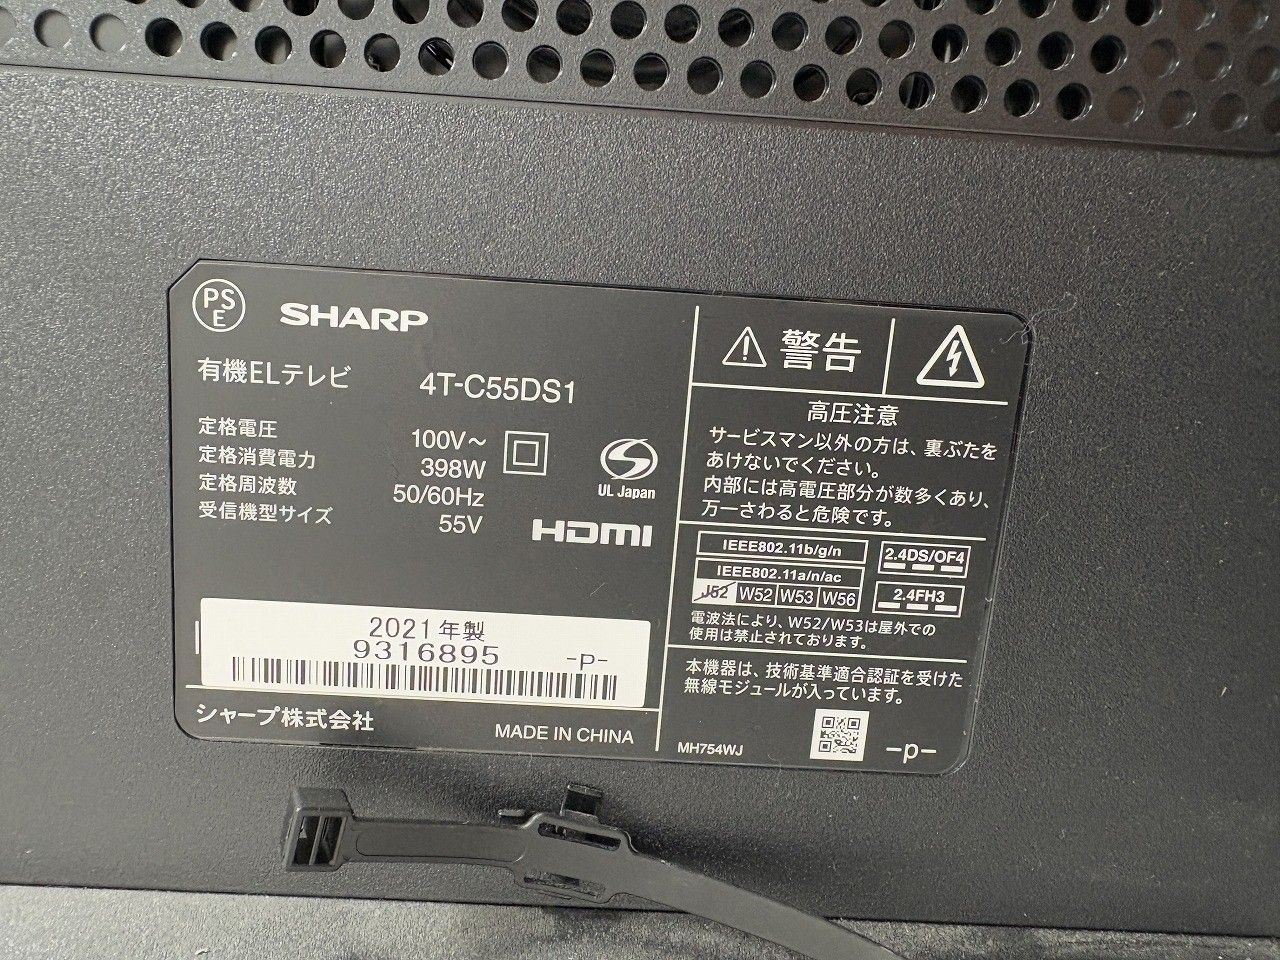 PS
E
SHARP
有機ELテレビ 4T-C55DS1
定格電圧 100V～
定格消費電力 398W
定格周波数 50/60Hz
受信機型サイズ 55V
UL Japan
HDMI
2021年製
9316895 -P-
シャープ株式会社 MADE IN CHINA
警告
高圧注意
サービスマン以外の方は、裏ぶたを
あけないでください。
内部には高電圧部分が数多くあり、
万一さわると危険です。
IEEE802.11b/g/n
2.4DS/OF4
IEEE802.11a/n/ac
J52 W52 W53 W56
2.4FH3
電波法により、W52/W53は屋外での
使用は禁止されております。
本機器は、技術基準適合認証を受けた
無線モジュールが入っています。
MH754WJ -p-